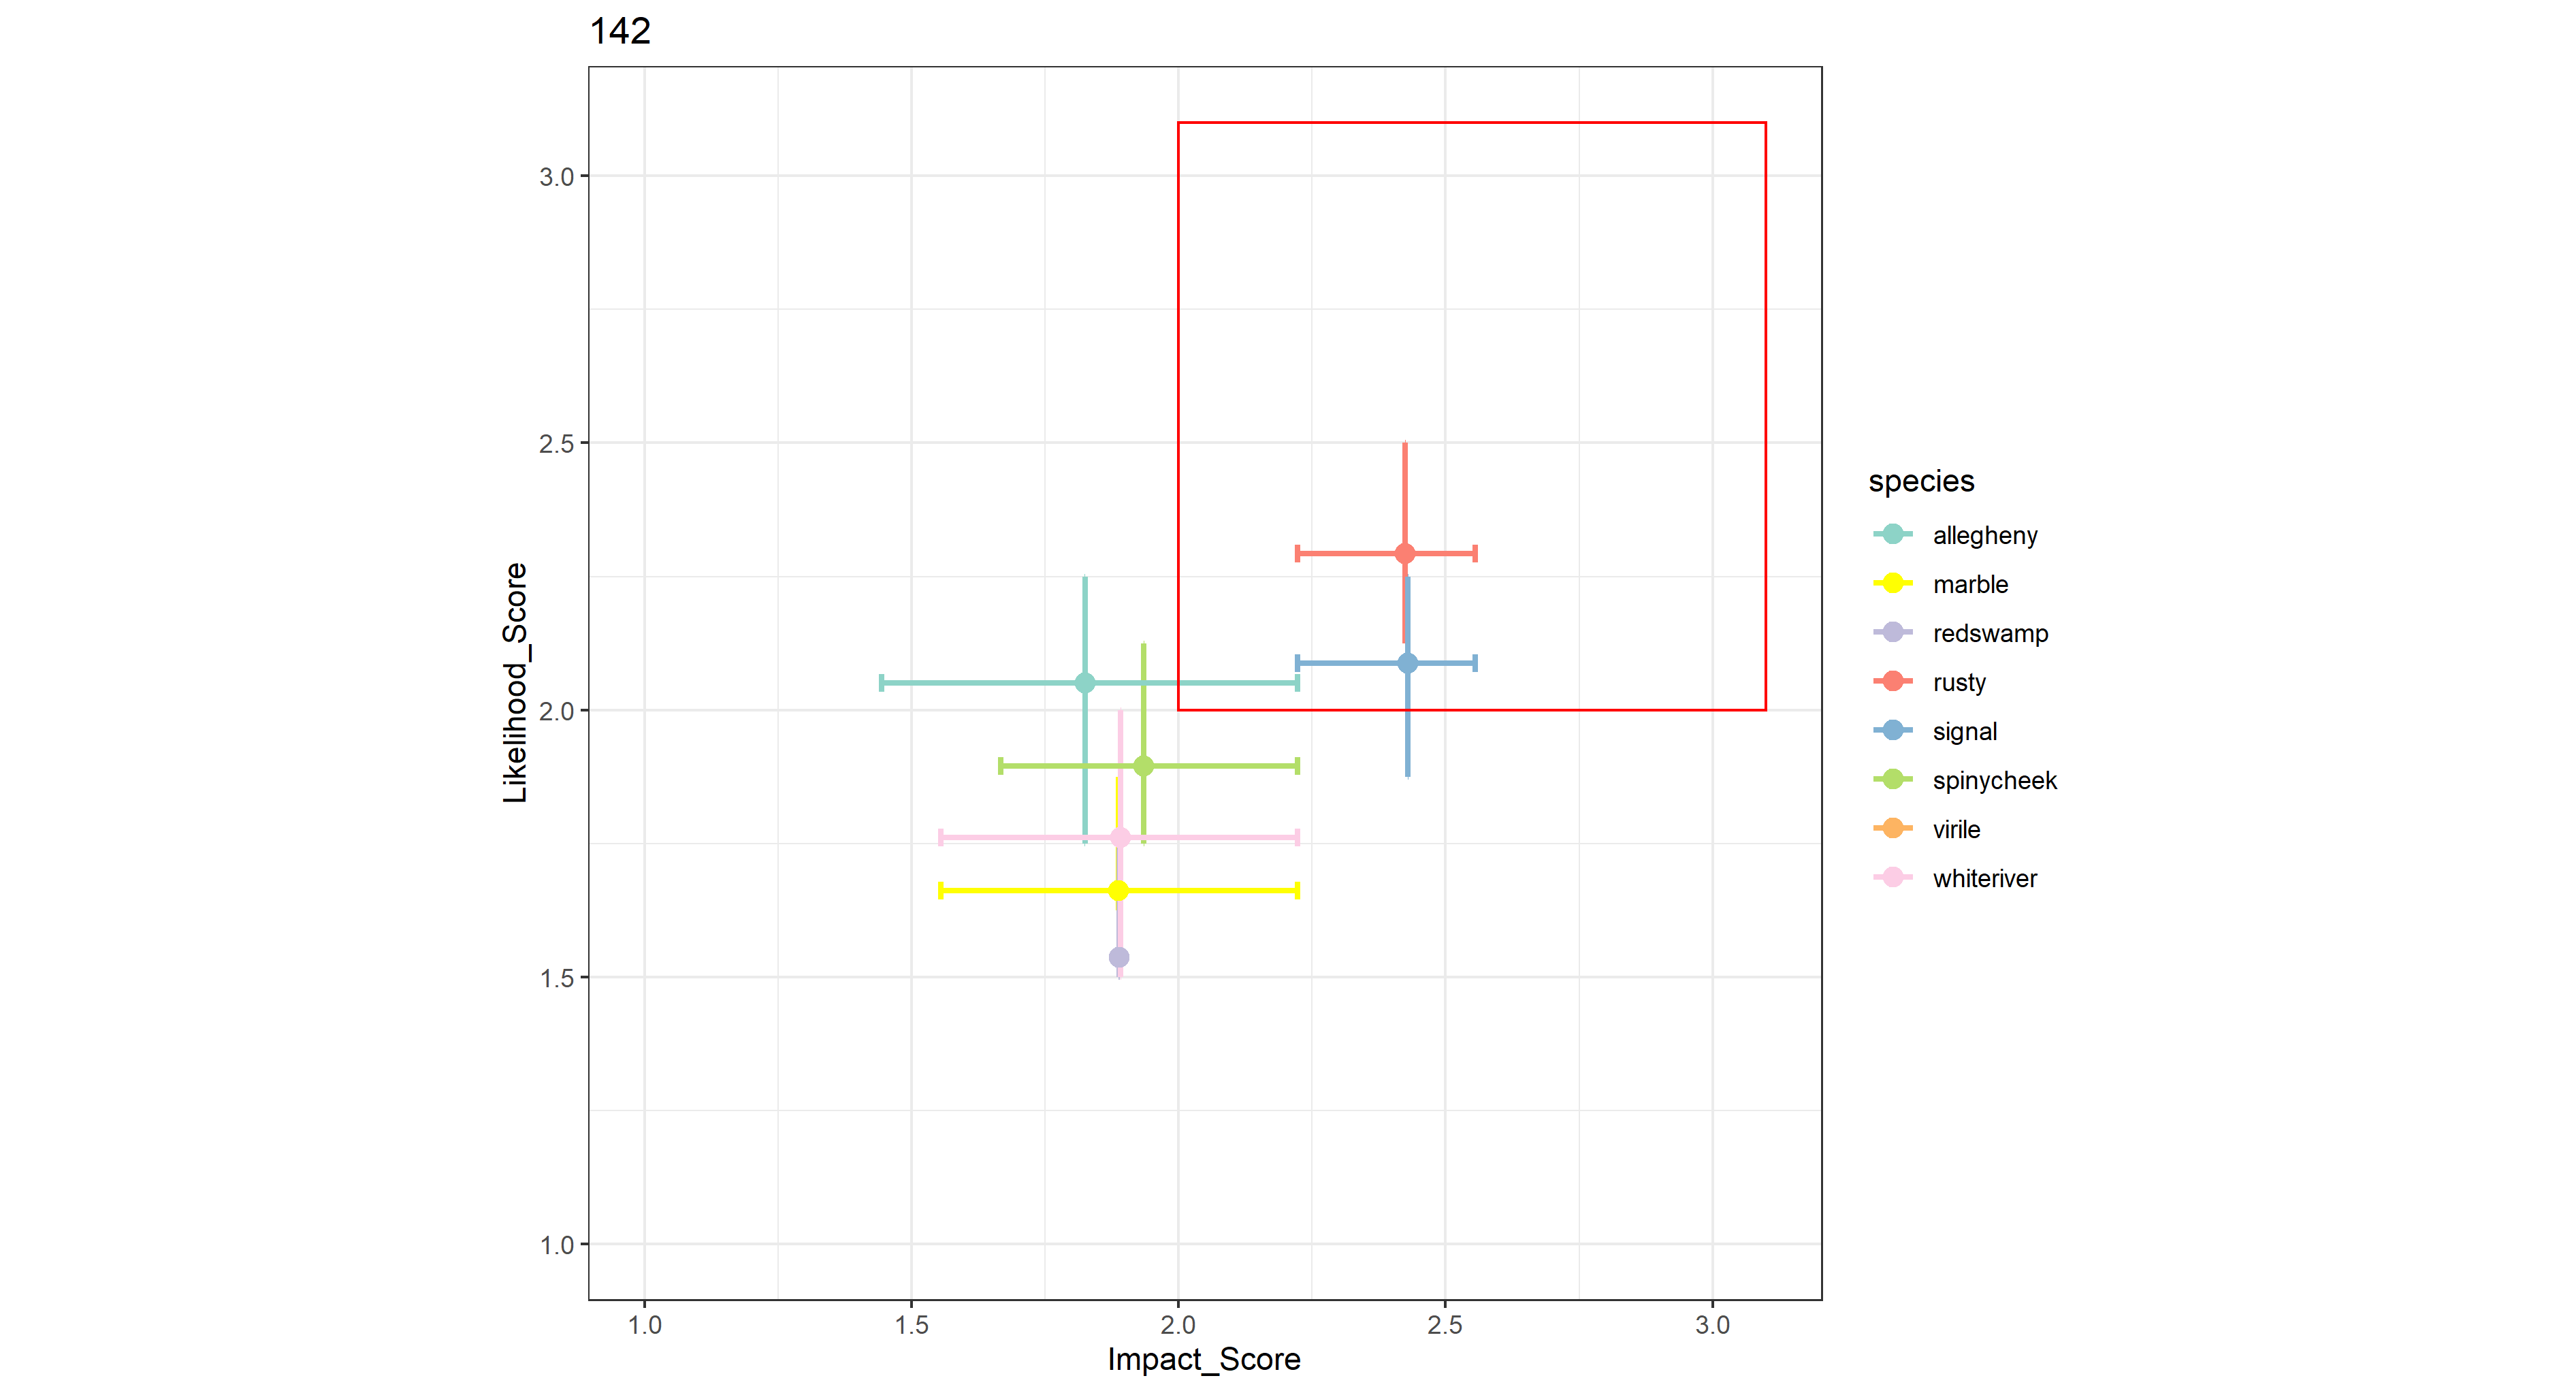 142
Likelihood_Score
3.0
2.5
2.0
1.5
1.0
1.0 1.5 2.0 2.5 3.0
Impact_Score
species
allegheny
marble
redswamp
rusty
signal
spinycheek
virile
whiteriver